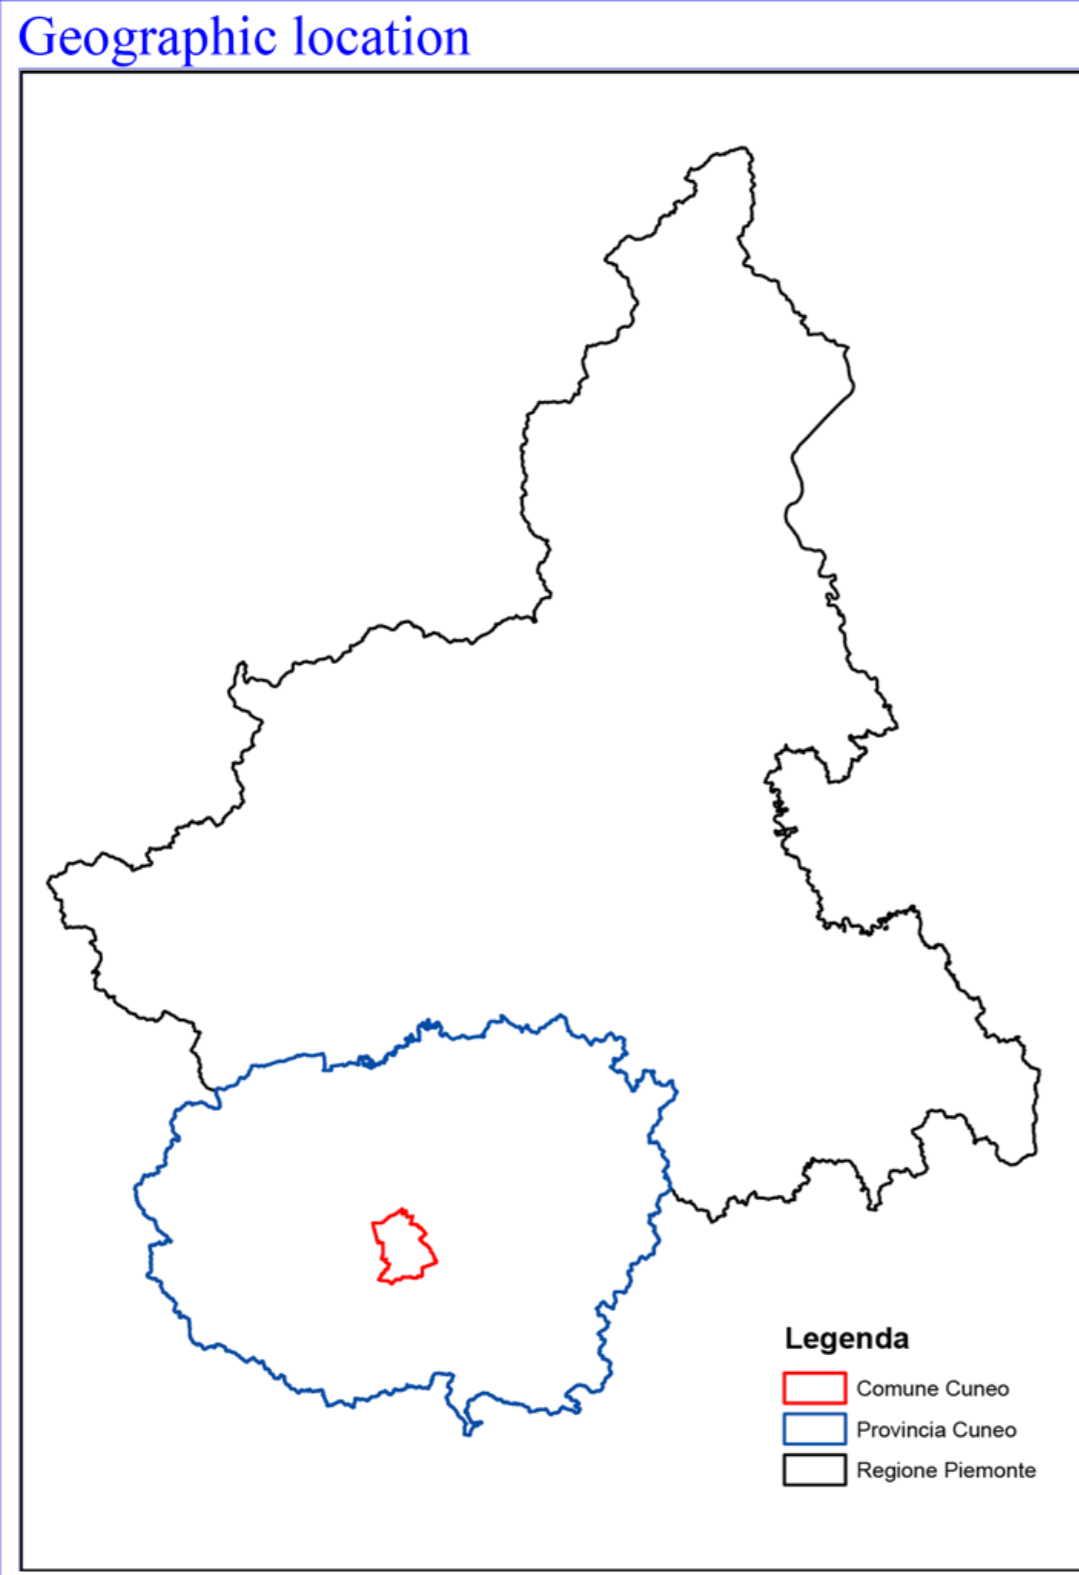 Geographic location
Legenda
Comune Cuneo
Provincia Cuneo
Regione Piemonte